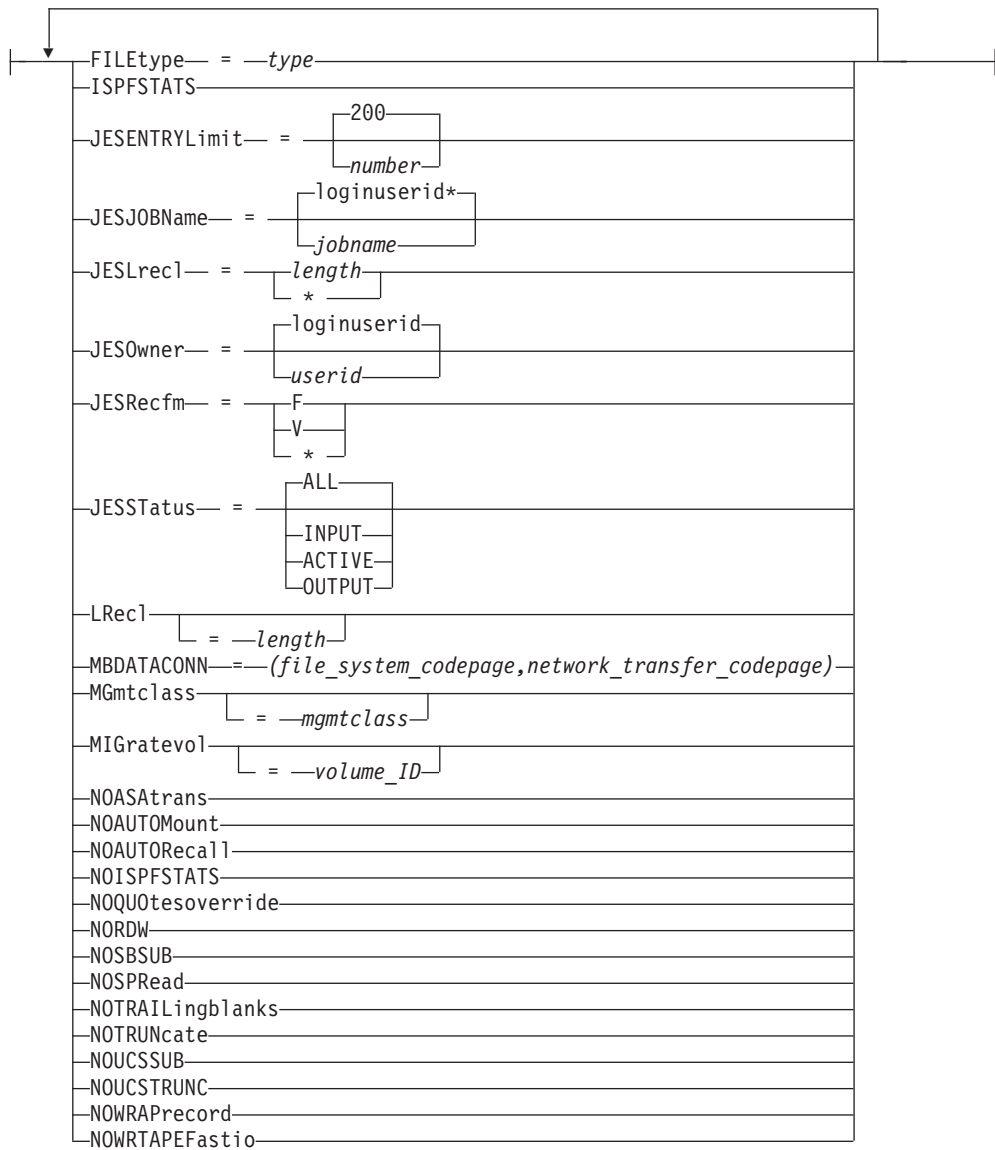 FILEtype = type
ISPFSTATS
200
JESENTRYLimit =
number
loginuserid*
JESJOBName =
jobname
JESLrecl = length
*
loginuserid
JESOwner =
userid
JESRecfm = F
V
*
ALL
JESSTatus =
INPUT
ACTIVE
OUTPUT
LRecl
= length
MBDATACONN = (file_system_codepage,network_transfer_codepage)
MGmtclass
= mgmtclass
MIGratevol
= volume_ID
NOASAtrans
NOAUTOMount
NOAUTORecall
NOISPFSTATS
NOQUOtesoverride
NORDW
NOSBSUB
NOSPRead
NOTRAILingblanks
NOTRUNcate
NOUCSSUB
NOUCSTRUNC
NOWRAPrecord
NOWRTAPEFastio